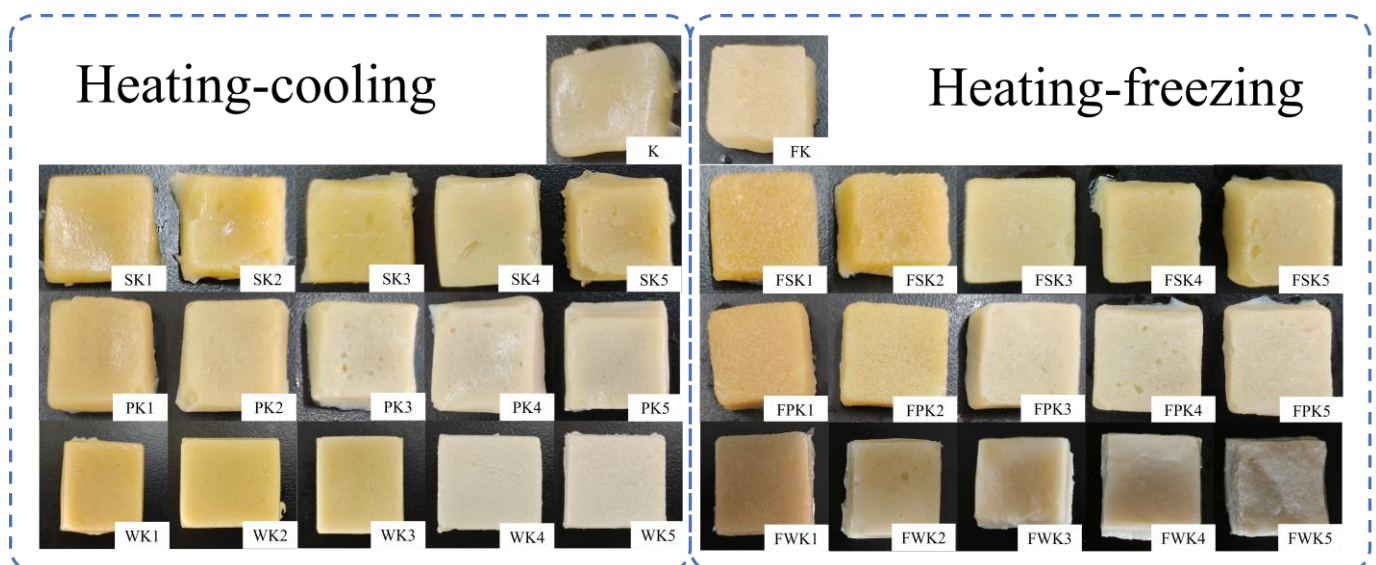 Heating-cooling
K
SK1 SK2 SK3 SK4 SK5
PK1 PK2 PK3 PK4 PK5
WK1 WK2 WK3 WK4 WK5
Heating-freezing
FK
FSK1 FSK2 FSK3 FSK4 FSK5
FPK1 FPK2 FPK3 FPK4 FPK5
FWK1 FWK2 FWK3 FWK4 FWK5